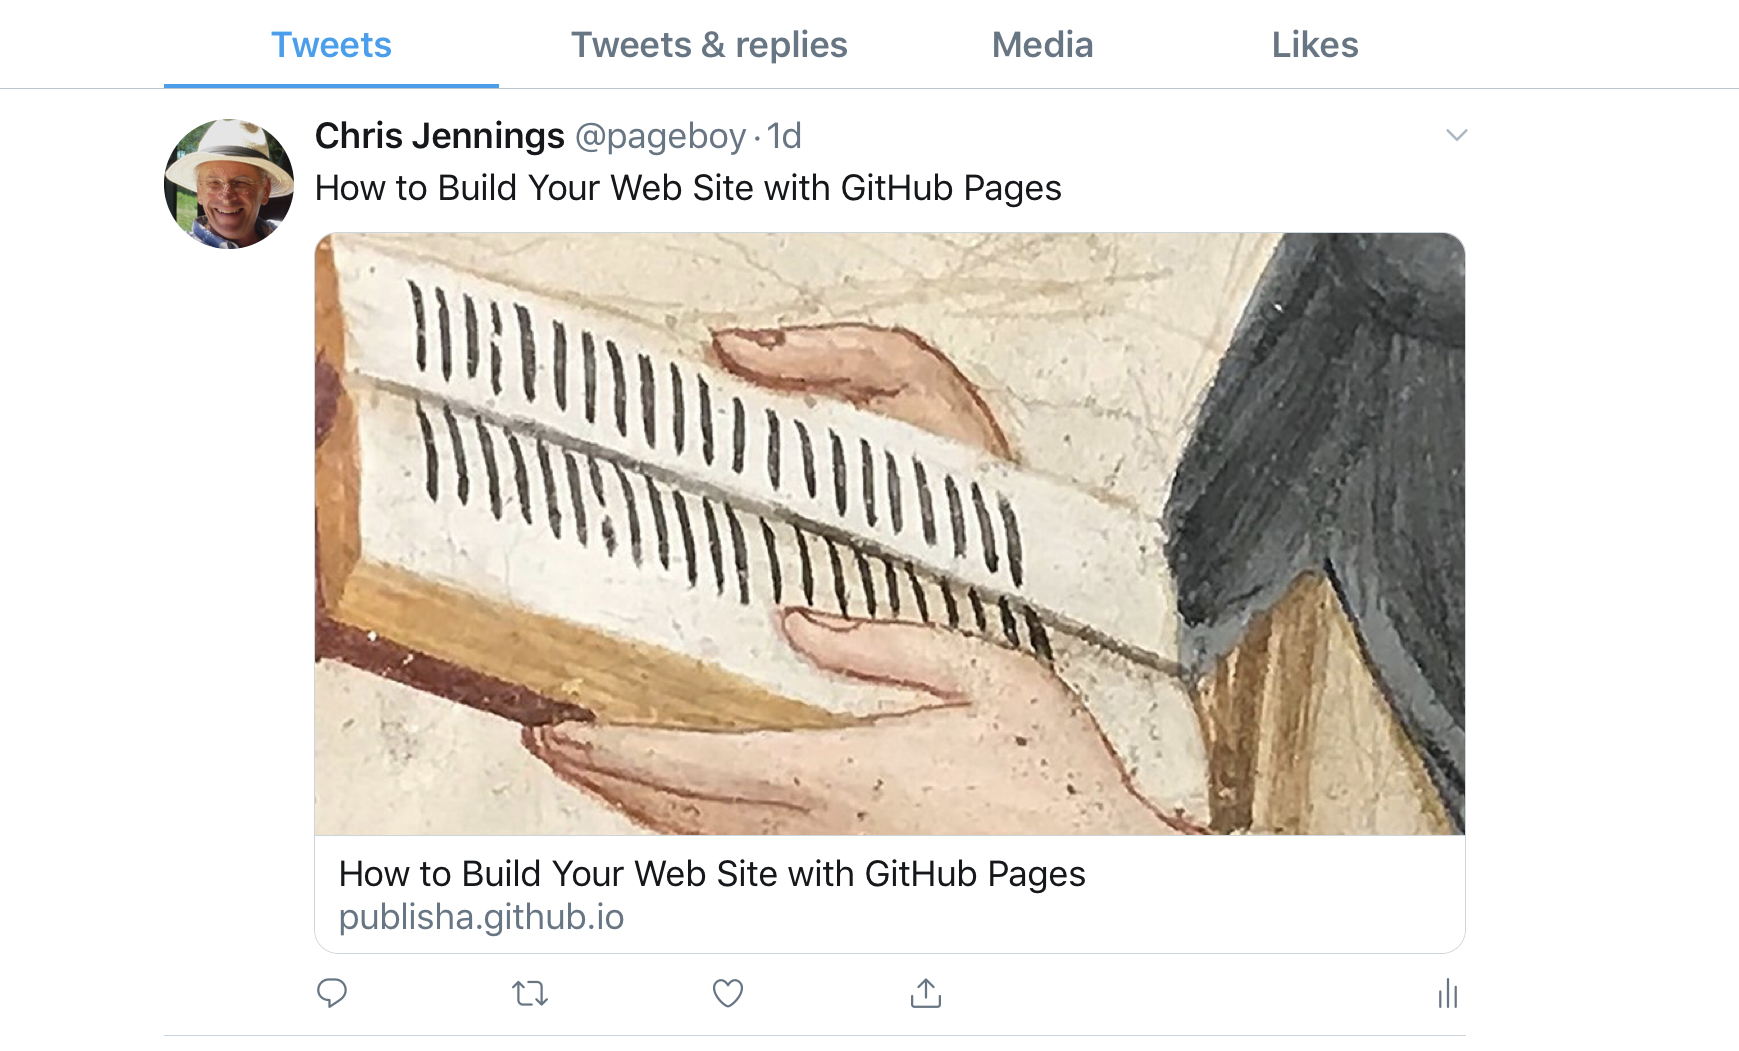 Tweets
Tweets & replies
Media
Likes
Chris Jennings @pageboy · 1d
How to Build Your Web Site with GitHub Pages
How to Build Your Web Site with GitHub Pages
publisha.github.io